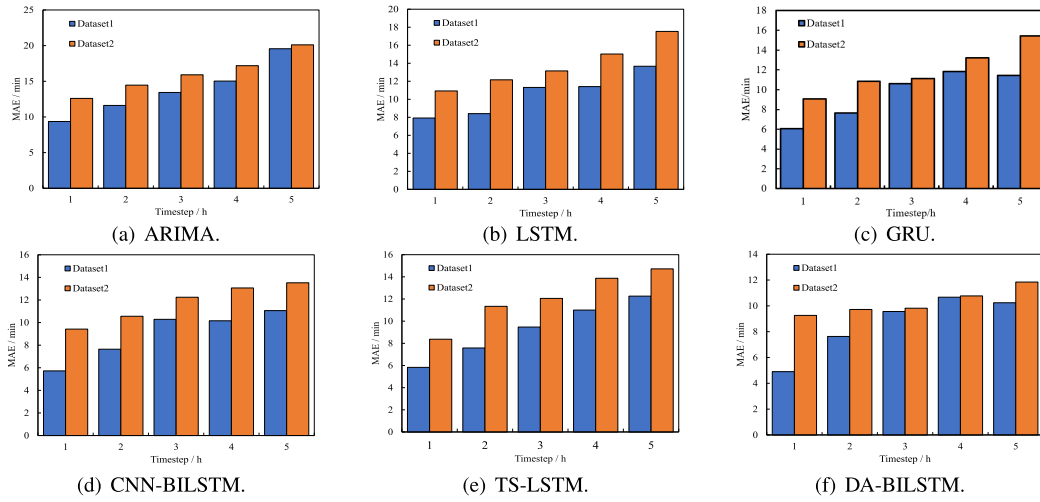 25
20
15
10
5
0
MAE / min
Dataset1
Dataset2
1 2 3 4 5
Timestep / h
(a) ARIMA.
20
18
16
14
12
10
8
6
4
2
0
MAE / min
Dataset1
Dataset2
1 2 3 4 5
Timestep / h
(b) LSTM.
18
16
14
12
10
8
6
4
2
0
MAE/min
Dataset1
Dataset2
1 2 3 4 5
Timestep/h
(c) GRU.
16
14
12
10
8
6
4
2
0
MAE / min
Dataset1
Dataset2
1 2 3 4 5
Timestep / h
(d) CNN-BILSTM.
16
14
12
10
8
6
4
2
0
MAE / min
Dataset1
Dataset2
1 2 3 4 5
Timestep / h
(e) TS-LSTM.
14
12
10
8
6
4
2
0
MAE / min
Dataset1
Dataset2
1 2 3 4 5
Timestep / h
(f) DA-BILSTM.